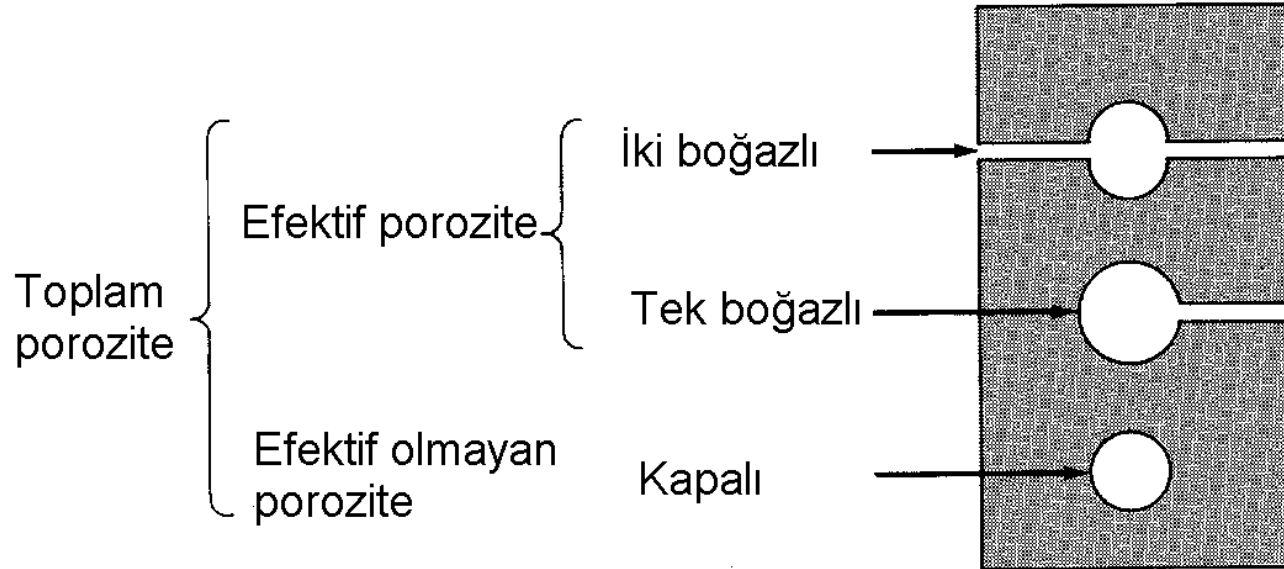 İki boğazlı
Efektif porozite
Toplam
porozite
Tek boğazlı
Efektif olmayan
porozite
Kapalı